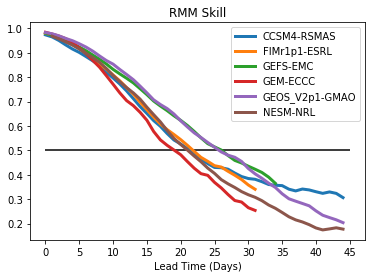 RMM Skill
1.0
0.9
0.8
0.7
0.6
0.5
0.4
0.3
0.2
CCSM4-RSMAS
FIMr1p1-ESRL
GEFS-EMC
GEM-ECCC
GEOS_V2p1-GMAO
NESM-NRL
0 5 10 15 20 25 30 35 40 45
Lead Time (Days)